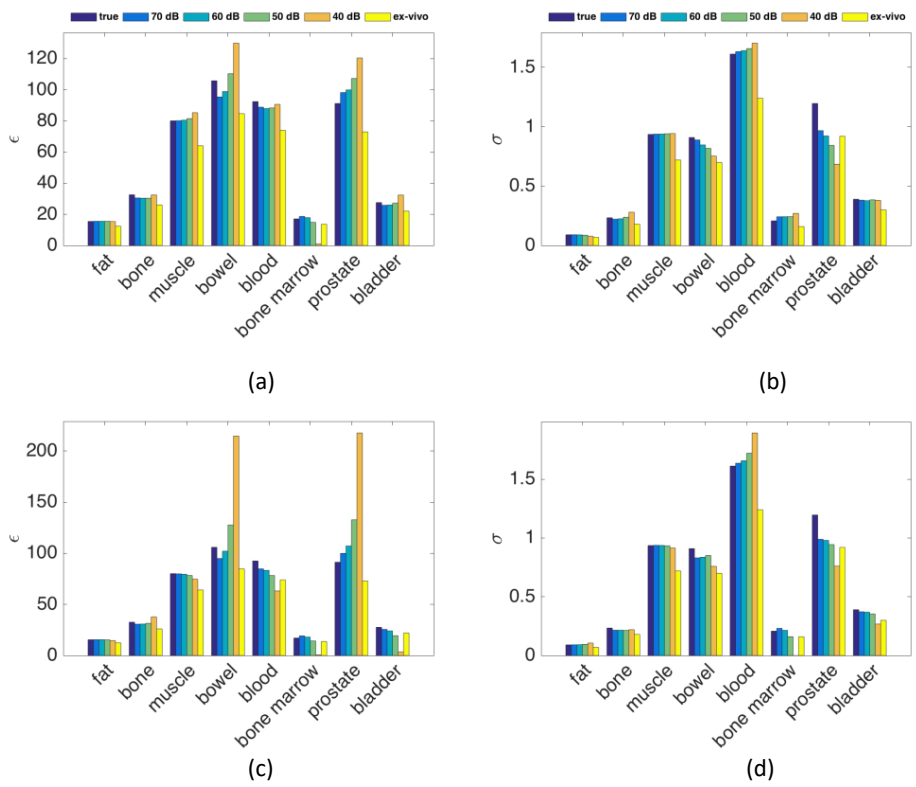 true 70 dB 60 dB 50 dB 40 dB ex-vivo
true 70 dB 60 dB 50 dB 40 dB ex-vivo
120
100
80
60
40
20
0
ϵ
fat bone muscle bowel blood bone marrow prostate bladder
(a)
1.5
1
0.5
0
σ
fat bone muscle bowel blood bone marrow prostate bladder
(b)
200
150
100
50
0
ϵ
fat bone muscle bowel blood bone marrow prostate bladder
(c)
1.5
1
0.5
0
σ
fat bone muscle bowel blood bone marrow prostate bladder
(d)